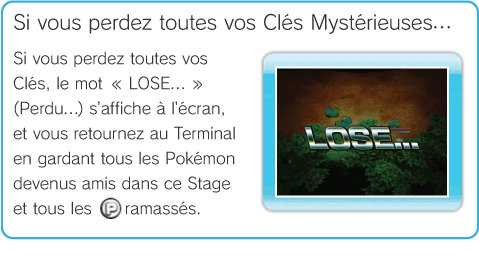 Si vous perdez toutes vos Clés Mystérieuses...
Si vous perdez toutes vos
Clés, le mot « LOSE... »
(Perdu...) s'affiche à l'écran,
et vous retournez au Terminal
en gardant tous les Pokémon
devenus amis dans ce Stage
et tous les P ramassés.
LOSE...